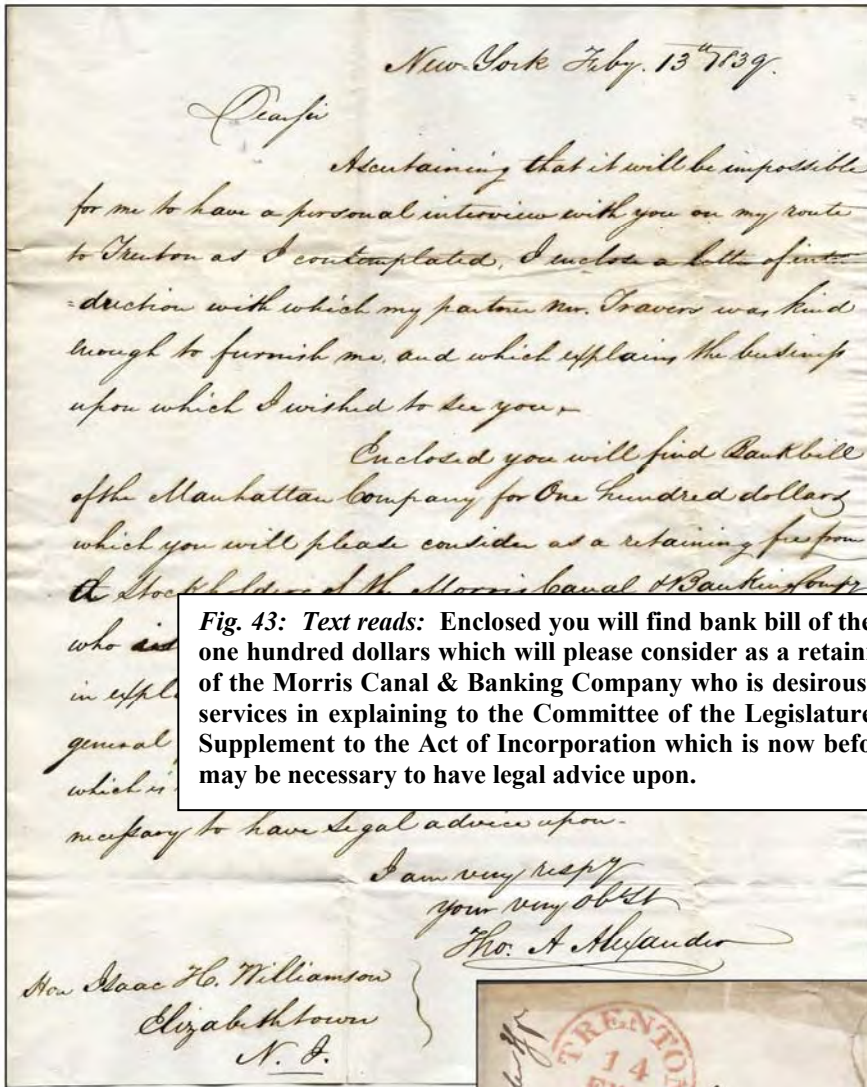 New-York Feby. 13th 1839.
Dear Sir
Ascertaining that it will be impossible
for me to have a personal interview with you on my route
to Trenton as I contemplated, I enclose a letter of intro
=duction with which my partner Mr. Travers was kind
enough to furnish me, and which explains the business
upon which I wished to see you,
Enclosed you will find Bank bill
of the Manhattan Company for One hundred dollars
which you will please consider as a retaining fee from
a Stockholder of the Morris Canal & Banking Compy
who is
in expl
general
which is
necessary to have legal advice upon.
I am very respy
your very obt St
Tho. A Alexander
Hon Isaac H. Williamson
Elizabethtown
N. J.
Fig. 43: Text reads: Enclosed you will find bank bill of the
one hundred dollars which will please consider as a retain
of the Morris Canal & Banking Company who is desirous
services in explaining to the Committee of the Legislature
Supplement to the Act of Incorporation which is now befo
may be necessary to have legal advice upon.
TRENTON
14